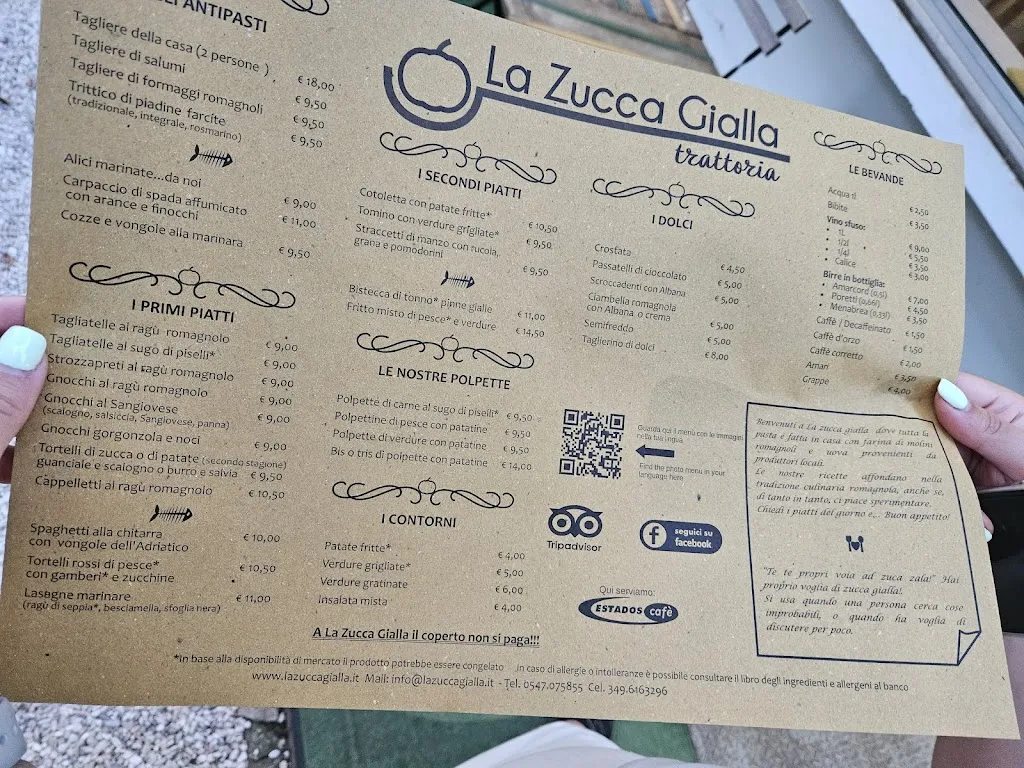 GLI ANTIPASTI
Tagliere della casa (2 persone ) € 18,00
Tagliere di salumi € 9,50
Tagliere di formaggi romagnoli € 9,50
Trittico di piadine farcite € 9,50
(tradizionale, integrale, rosmarino)
Alici marinate...da noi € 9,00
Carpaccio di spada affumicato
con arance e finocchi € 11,00
Cozze e vongole alla marinara € 9,50
I PRIMI PIATTI
Tagliatelle al ragù romagnolo € 9,00
Tagliatelle al sugo di piselli* € 9,00
Strozzapreti al ragù romagnolo € 9,00
Gnocchi al ragù romagnolo € 9,00
Gnocchi al Sangiovese € 9,00
(scalogno, salsiccia, Sangiovese, panna)
Gnocchi gorgonzola e noci € 9,00
Tortelli di zucca o di patate (secondo stagione)
guanciale e scalogno o burro e salvia € 9,50
Cappelletti al ragù romagnolo € 10,50
Spaghetti alla chitarra
con vongole dell'Adriatico € 10,00
Tortelli rossi di pesce*
con gamberi* e zucchine € 10,50
Lasagne marinare € 11,00
(ragù di seppia*, besciamella, sfoglia nera)
La Zucca Gialla
trattoria
I SECONDI PIATTI
Cotoletta con patate fritte* € 10,50
Tomino con verdure grigliate* € 9,50
Straccetti di manzo con rucola,
grana e pomodorini € 9,50
Bistecca di tonno* pinne gialle € 11,00
Fritto misto di pesce* e verdure € 14,50
LE NOSTRE POLPETTE
Polpette di carne al sugo di piselli* € 9,50
Polpettine di pesce con patatine € 9,50
Polpette di verdure con patatine € 9,50
Bis o tris di polpette con patatine € 14,00
I CONTORNI
Patate fritte* € 4,00
Verdure grigliate* € 5,00
Verdure gratinate € 6,00
Insalata mista € 4,00
I DOLCI
Crostata € 4,50
Passatelli di cioccolato € 5,00
Scroccadenti con Albana € 5,00
Ciambella romagnola
con Albana o crema € 5,00
Semifreddo € 5,00
Taglierino di dolci € 8,00
Guarda qui il menù con le immagini
nella tua lingua
Find the photo menu in your
language here
Tripadvisor
f seguici su
facebook
Qui serviamo:
ESTADOS cafè
LE BEVANDE
Acqua € 2,50
Bibite € 3,50
Vino sfuso:
• 1L € 9,00
• 1/2l € 5,50
• 1/4l € 3,50
• Calice € 3,00
Birre in bottiglia:
• Amarcord (0,5l) € 7,00
• Poretti (0,66l) € 4,50
• Menabrea (0,33l) € 3,50
Caffè / Decaffeinato € 1,50
Caffè d'orzo
Caffè corretto € 2,00
Amari € 3,50
Grappe € 4,00
Benvenuti a La zucca gialla dove tutta la
pasta è fatta in casa con farina di molini
romagnoli e uova provenienti da
produttori locali.
Le nostre ricette affondano nella
tradizione culinaria romagnola, anche se,
di tanto in tanto, ci piace sperimentare.
Chiedi i piatti del giorno e... Buon appetito!
"Te te propri voia ad zuca zala!" Hai
proprio voglia di zucca gialla!.
Si usa quando una persona cerca cose
improbabili, o quando ha voglia di
discutere per poco.
A La Zucca Gialla il coperto non si paga!!!
*in base alla disponibilità di mercato il prodotto potrebbe essere congelato In caso di allergie o intolleranze è possibile consultare il libro degli ingredienti e allergeni al banco
www.lazuccagialla.it Mail: info@lazuccagialla.it - Tel. 0547.075855 Cel. 349.6163296